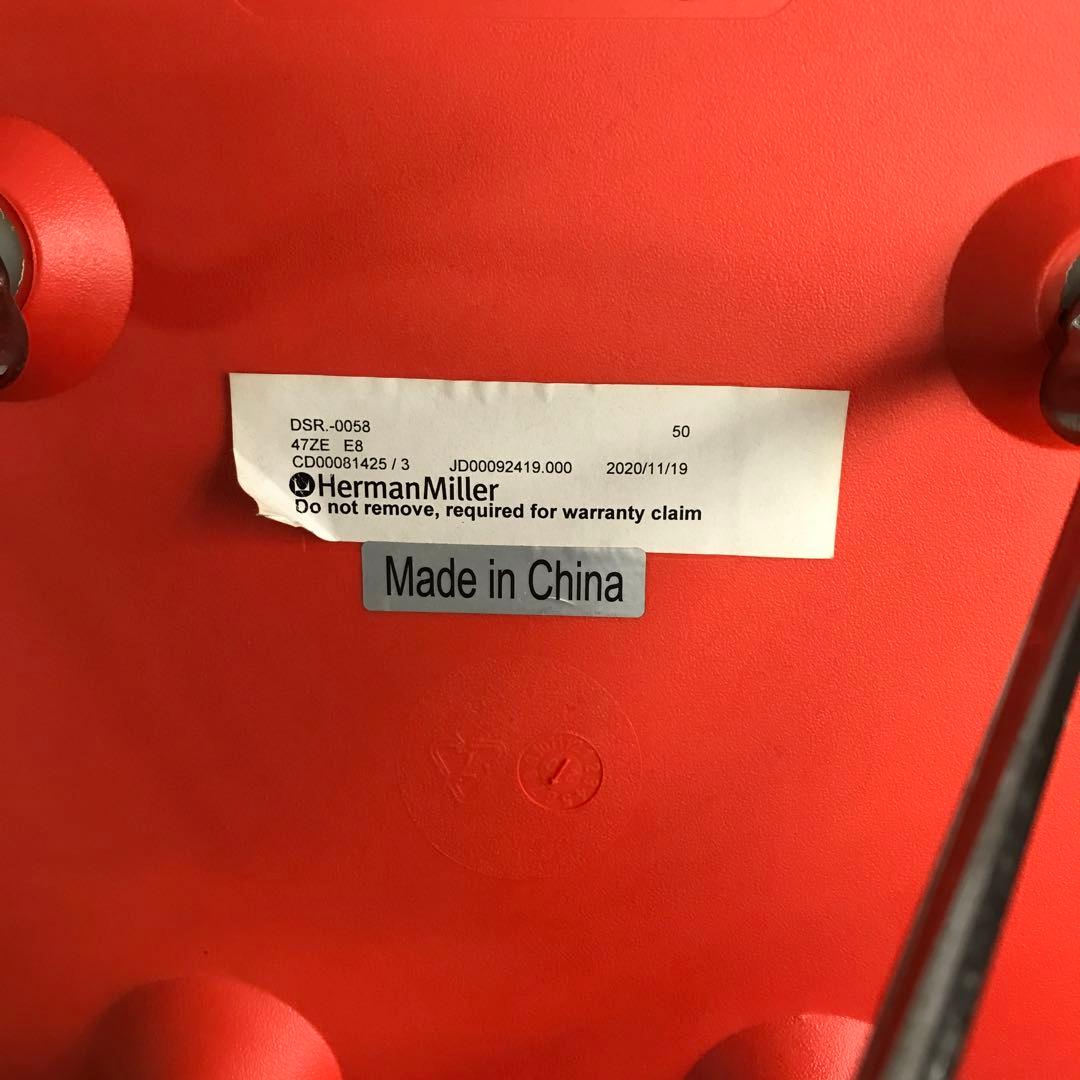 DSR.-0058 50
47ZE E8
CD00081425 / 3 JD00092419.000 2020/11/19
HermanMiller
Do not remove, required for warranty claim
Made in China